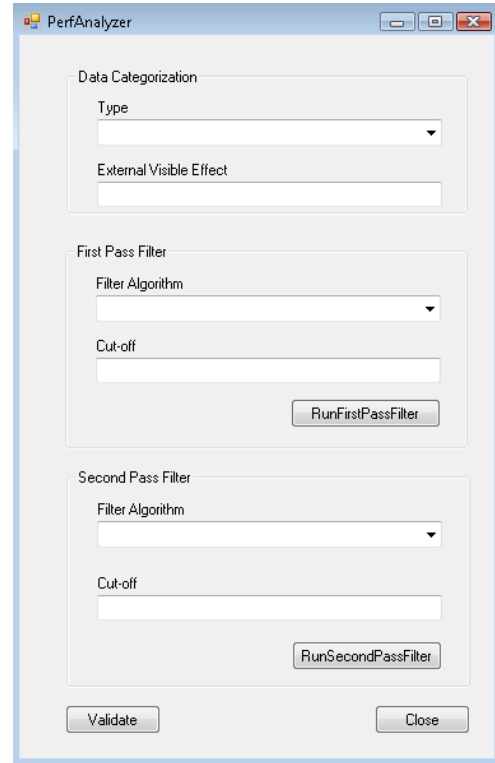 PerfAnalyzer
Data Categorization
Type
External Visible Effect
First Pass Filter
Filter Algorithm
Cut-off
RunFirstPassFilter
Second Pass Filter
Filter Algorithm
Cut-off
RunSecondPassFilter
Validate Close